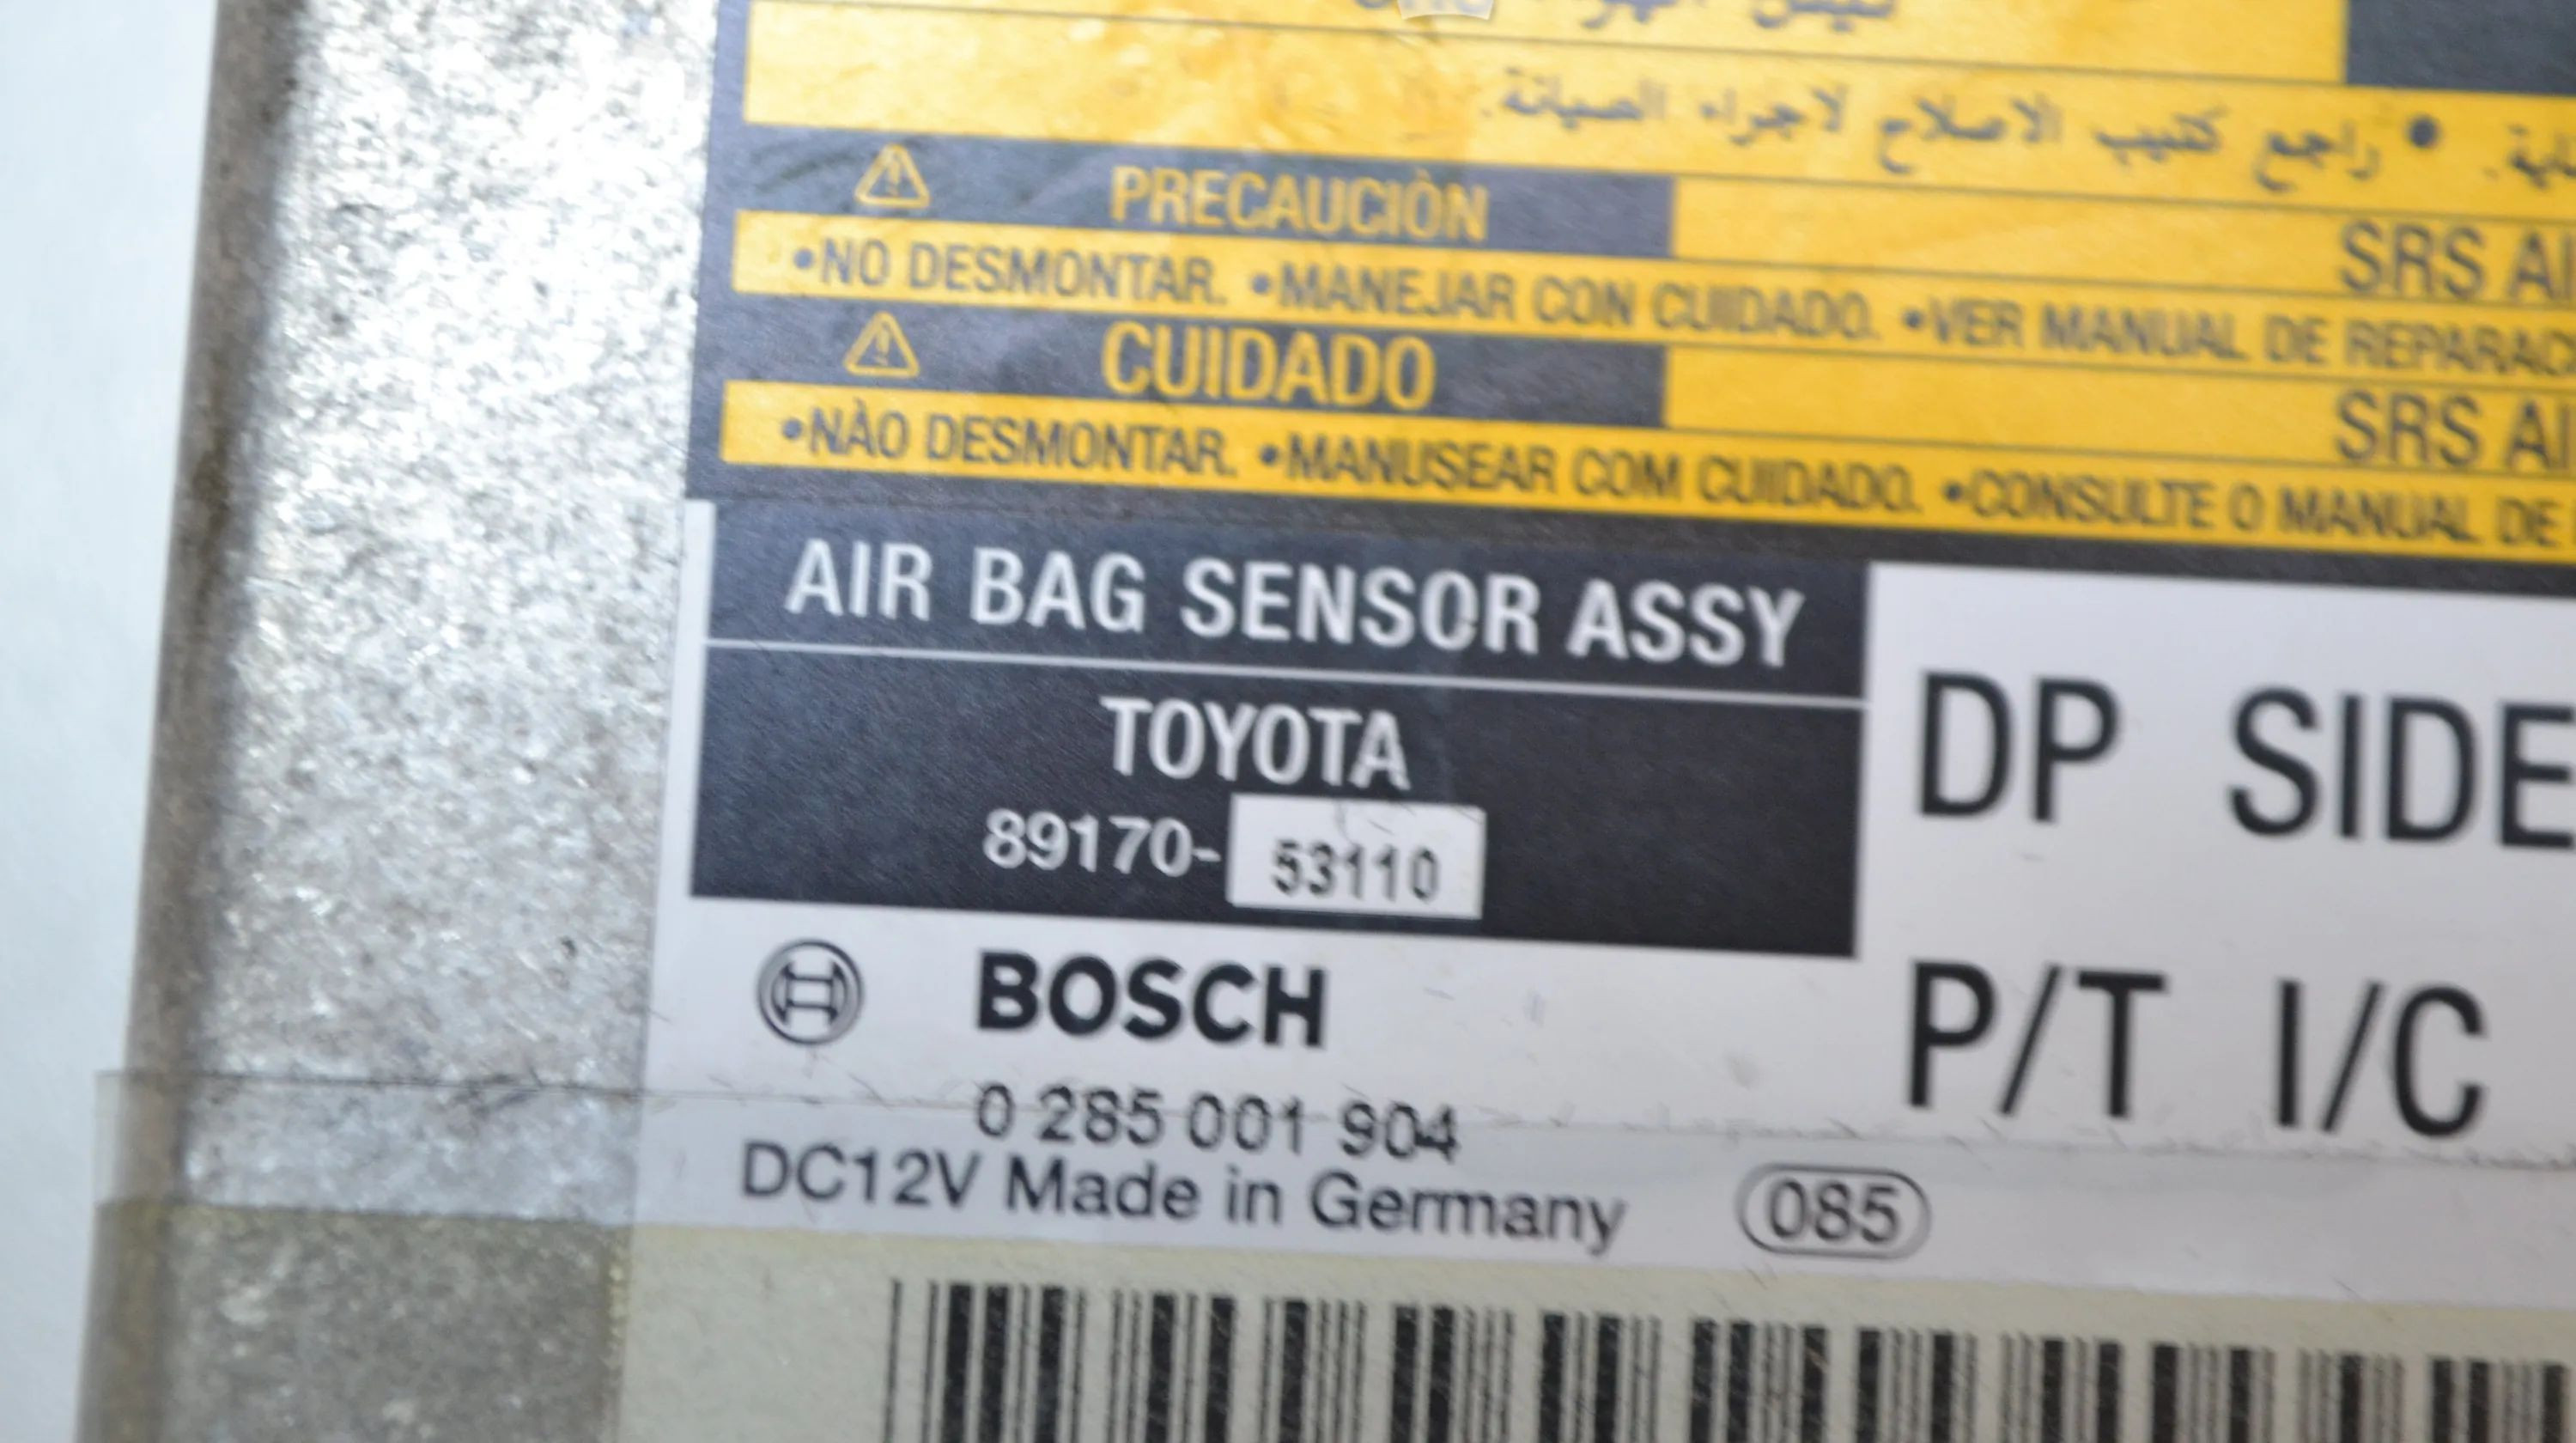 راجع كتيب الاصلاح لاجراء الصيانة. •
PRECAUCIÒN
SRS
•NO DESMONTAR. •MANEJAR CON CUIDADO. •VER MANUAL DE
CUIDADO
SRS
•NÀO DESMONTAR. •MANUSEAR COM CUIDADO. •CONSULTE O MANUAL DE
AIR BAG SENSOR ASSY
TOYOTA
89170-53110
DP SIDE
P/T I/C
BOSCH
0 285 001 904
DC12V Made in Germany 085